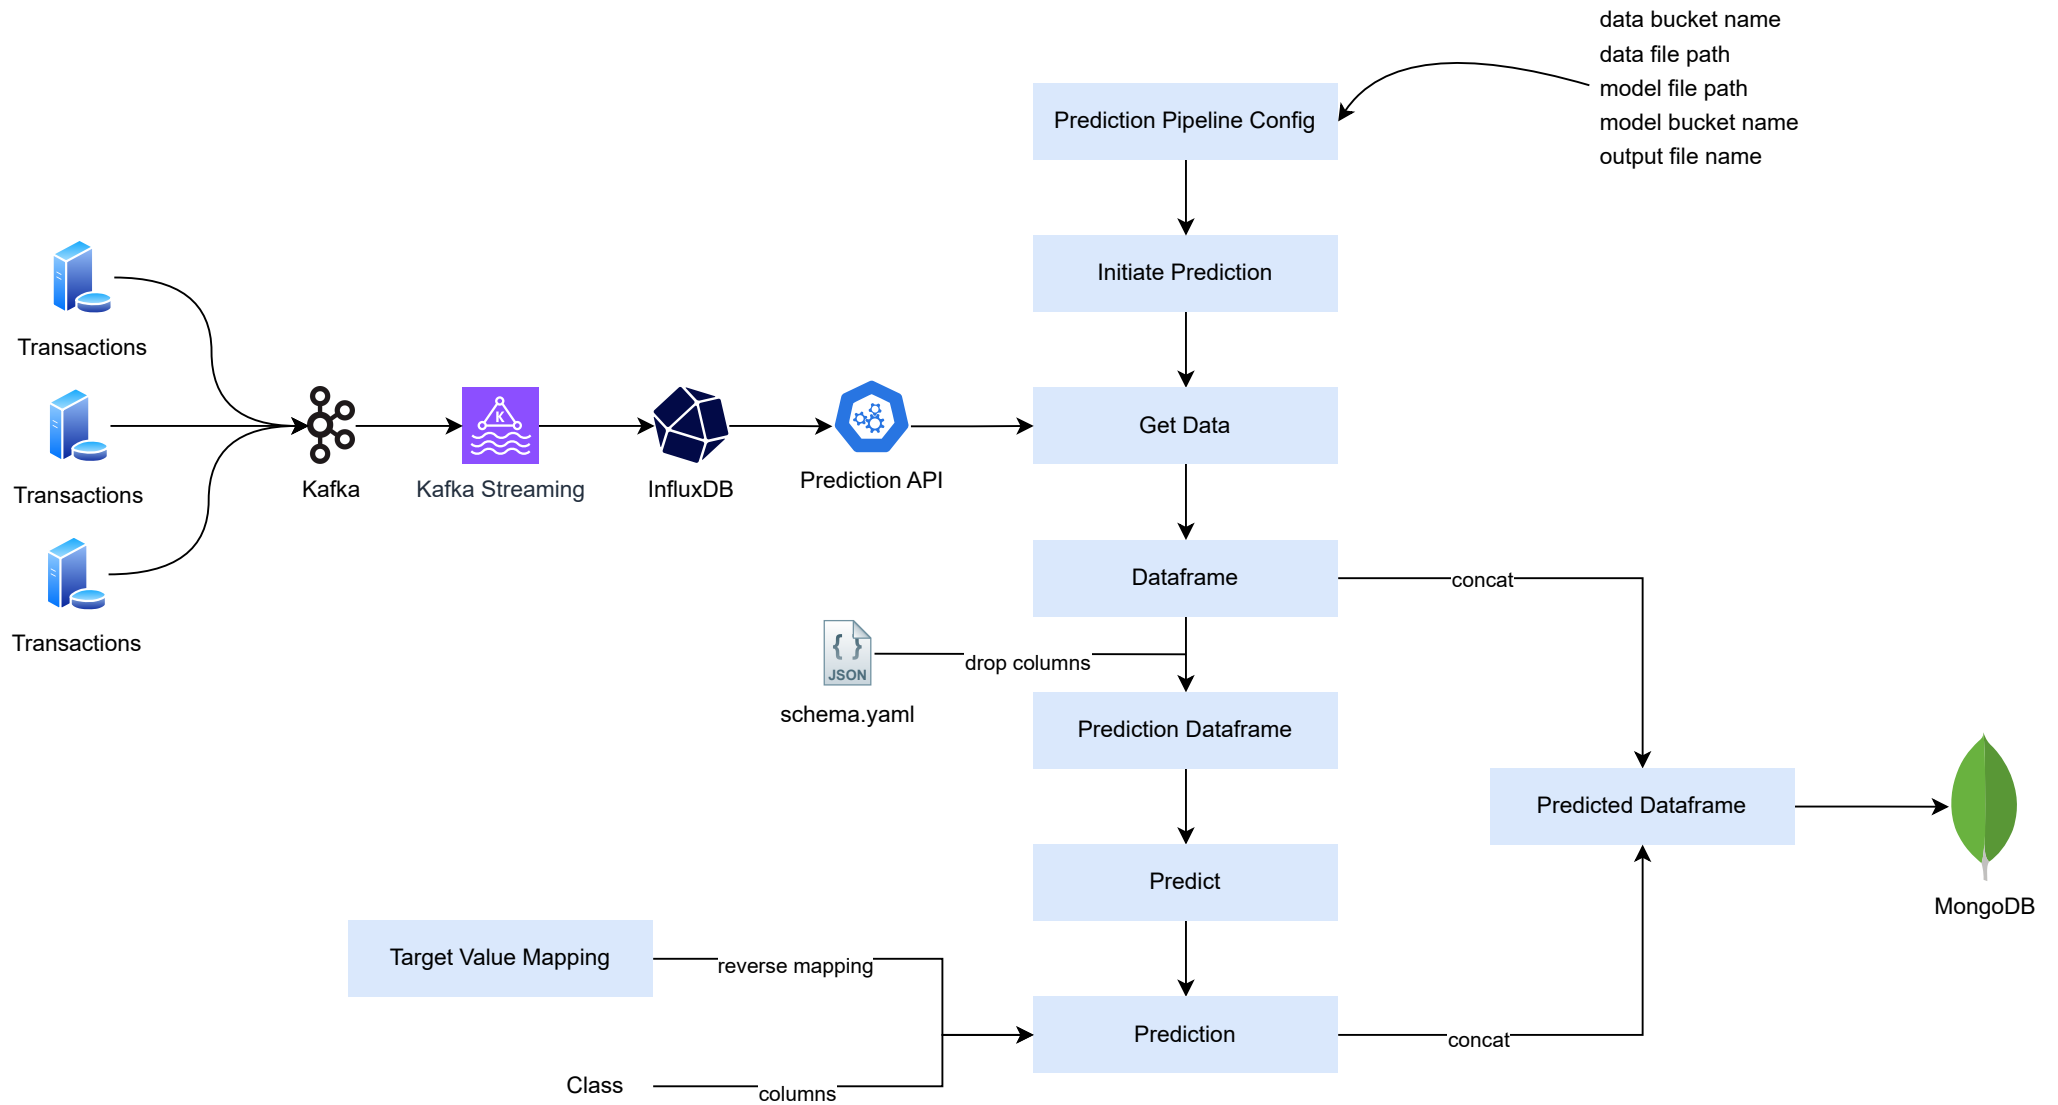 data bucket name
data file path
model file path
model bucket name
output file name
Prediction Pipeline Config
Initiate Prediction
Transactions
Transactions
Transactions
Kafka
K
Kafka Streaming
InfluxDB
Prediction API
Get Data
Dataframe
concat
{ }
JSON
schema.yaml
drop columns
Prediction Dataframe
Predicted Dataframe
MongoDB
Predict
Target Value Mapping
reverse mapping
Prediction
concat
Class
columns